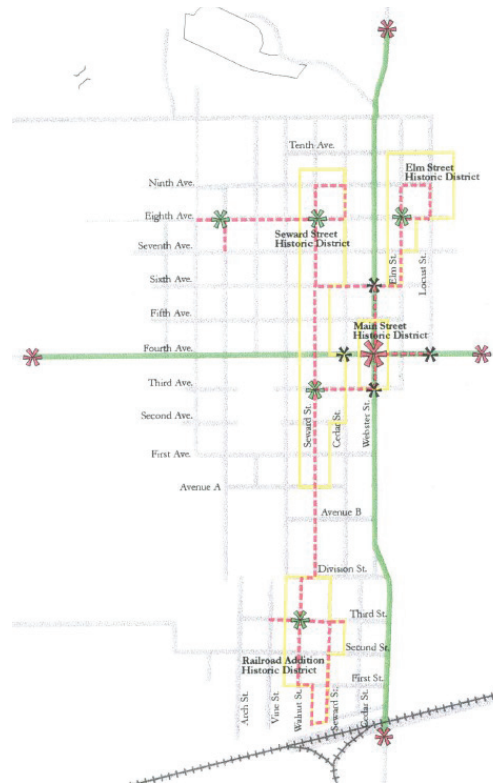 Tenth Ave.
Elm Street
Historic District
Ninth Ave.
Eighth Ave.
Seward Street
Historic District
Seventh Ave.
Elm St.
Locust St.
Sixth Ave.
Fifth Ave.
Main Street
Historic District
Fourth Ave.
Third Ave.
Second Ave.
Seward St.
Cedar St.
Webster St.
First Ave.
Avenue A
Avenue B
Division St.
Third St.
Second St.
Railroad Addition
Historic District
First St.
Arch St.
Vine St.
Walnut St.
Seward St.
Cedar St.